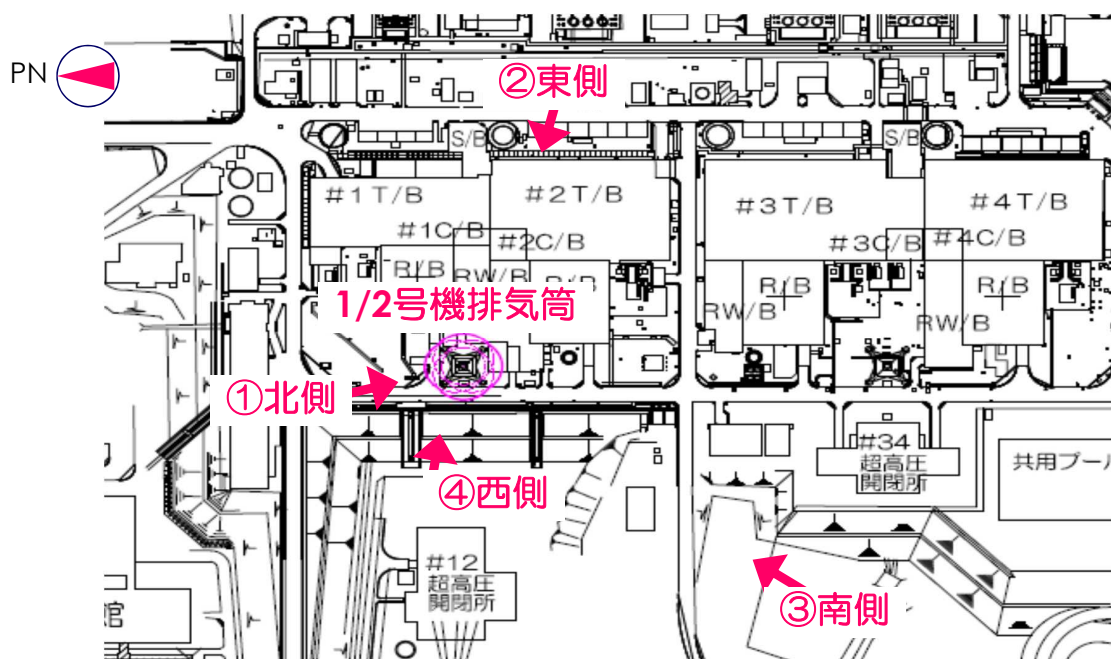 PN
②東側
S/B
S/B
#1T/B
#2T/B
#3T/B
#4T/B
#1C/B
#2C/B
#3C/B
#4C/B
R/B
RW/B
R/B
R/B
R/B
1/2号機排気筒
RW/B
RW/B
①北側
#34
超高圧
開閉所
共用プー
④西側
#12
超高圧
開閉所
③南側
館